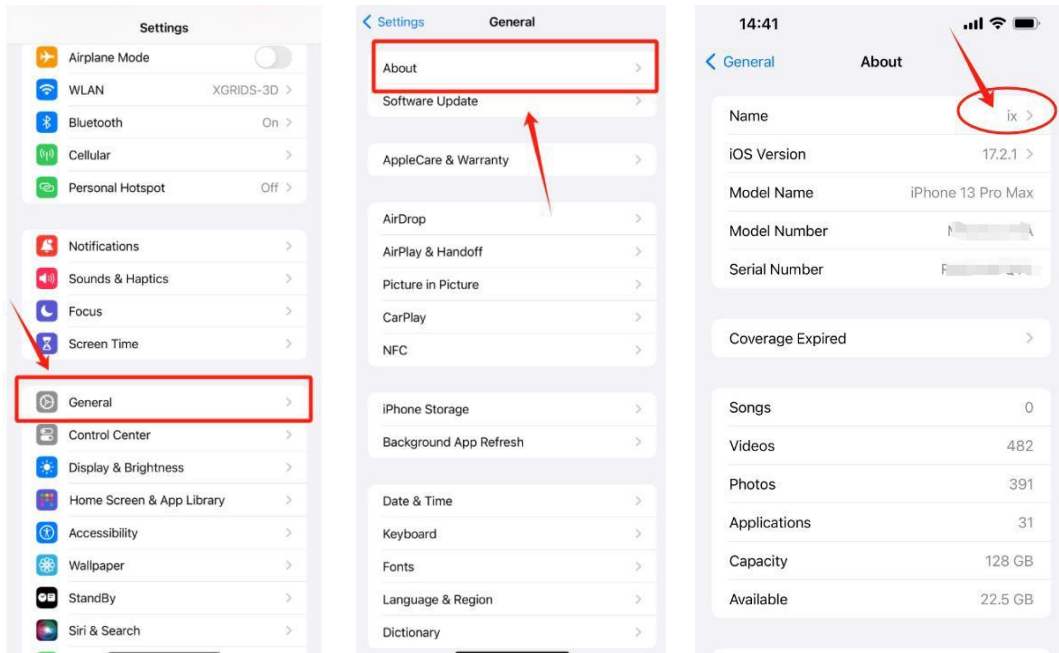 Settings
Airplane Mode
WLAN XGRIDS-3D
Bluetooth On
Cellular
Personal Hotspot Off
Notifications
Sounds & Haptics
Focus
Screen Time
General
Control Center
Display & Brightness
Home Screen & App Library
Accessibility
Wallpaper
StandBy
Siri & Search
Settings General
About
Software Update
AppleCare & Warranty
AirDrop
AirPlay & Handoff
Picture in Picture
CarPlay
NFC
iPhone Storage
Background App Refresh
Date & Time
Keyboard
Fonts
Language & Region
Dictionary
14:41
General About
Name ix
iOS Version 17.2.1
Model Name iPhone 13 Pro Max
Model Number
Serial Number
Coverage Expired
Songs 0
Videos 482
Photos 391
Applications 31
Capacity 128 GB
Available 22.5 GB